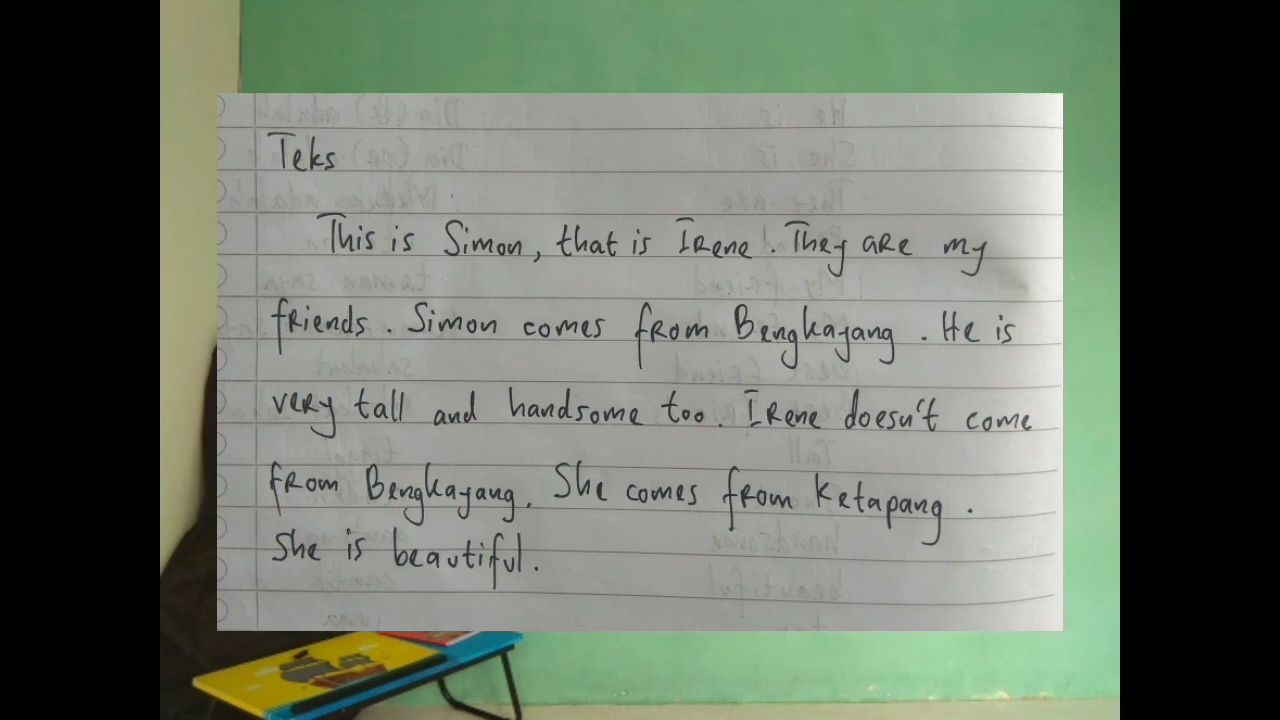 Teks
This is Simon, that is Irene. They are my
friends. Simon comes from Bengkayang. He is
very tall and handsome too. Irene doesn't come
from Bengkayang. She comes from Ketapang.
She is beautiful.